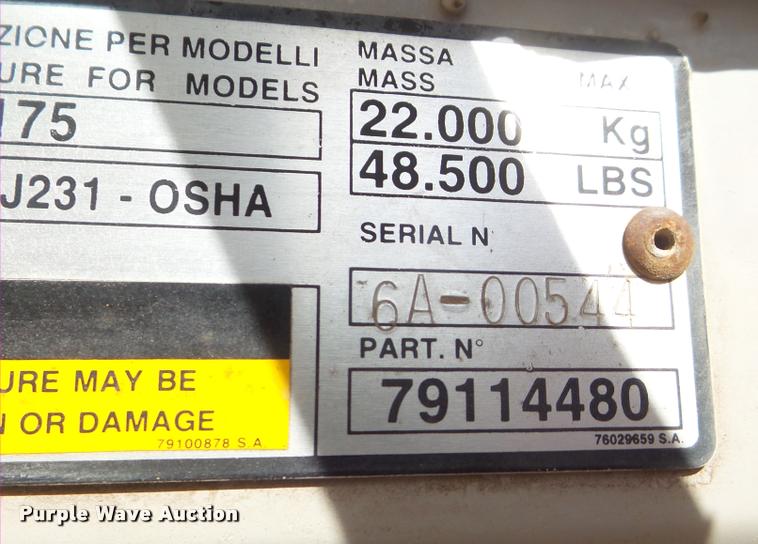 ZIONE PER MODELLI
URE FOR MODELS
175
J231 - OSHA
MASSA
MASS MAX
22.000 Kg
48.500 LBS
SERIAL N
6A-00544
PART. N°
79114480
76029659 S.A.
URE MAY BE
N OR DAMAGE
79100878 S.A.
Purple Wave Auction